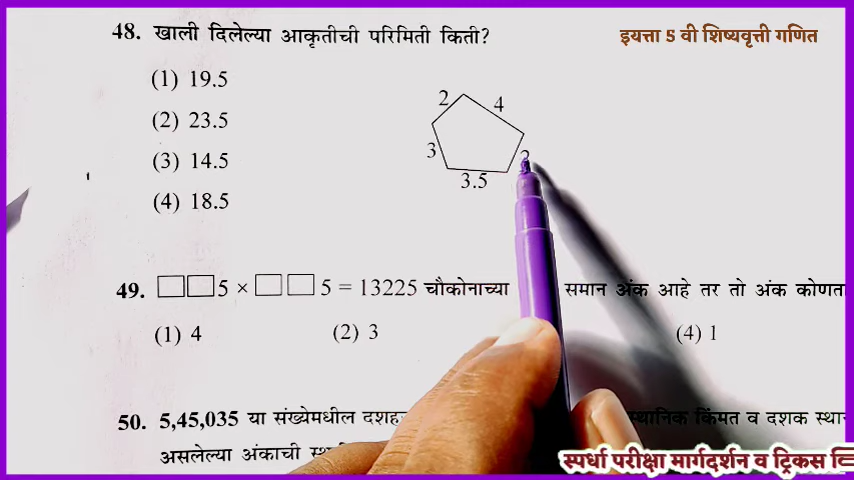 48. खाली दिलेल्या आकृतीची परिमिती किती?
इयत्ता 5 वी शिष्यवृत्ती गणित
(1) 19.5
(2) 23.5
(3) 14.5
(4) 18.5
2
4
3
3.5
49. □□5 × □□5 = 13225 चौकोनाच्या समान अंक आहे तर तो अंक कोणता
(1) 4
(2) 3
(4) 1
50. 5,45,035 या संख्येमधील स्थानिक किंमत व दशक
असलेल्या अंकाची
स्पर्धा परीक्षा मार्गदर्शन व ट्रिकस